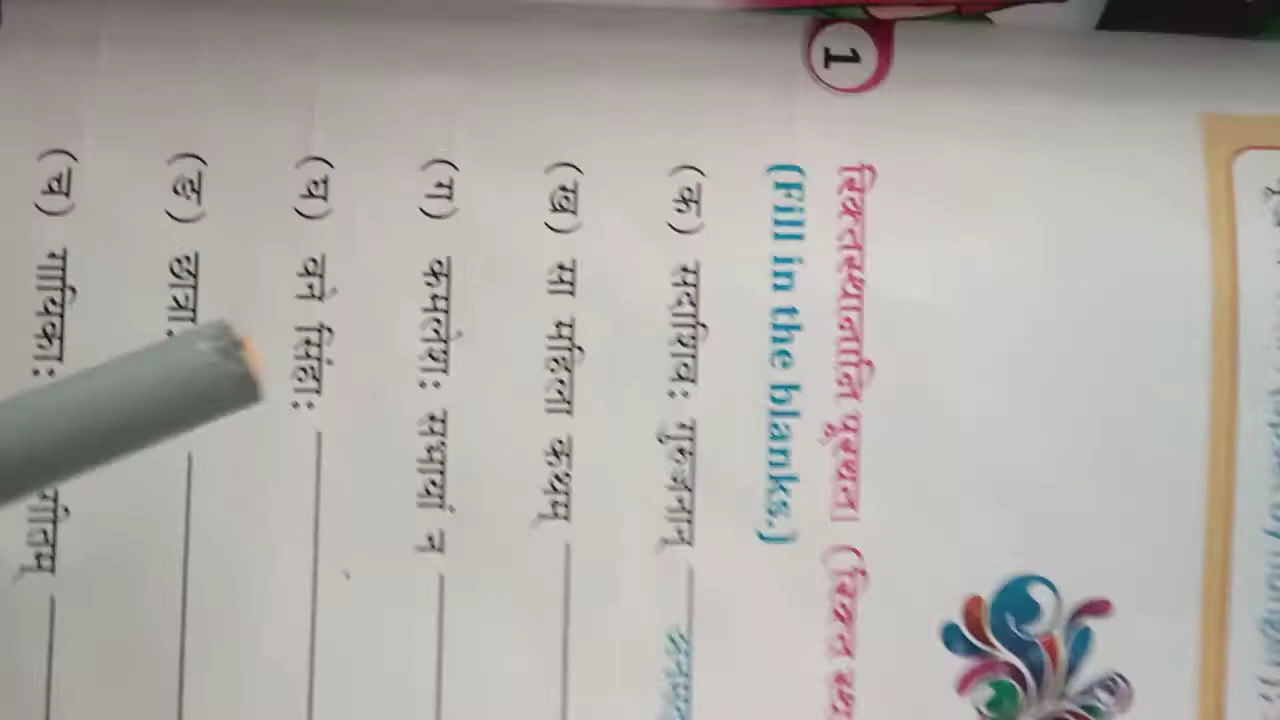 1 रिक्तस्थानानि पूरयत। (रिक्त
(Fill in the blanks.)
(क) सदाशिवः गुरुजनान्
(ख) सा महिला कथम्
(ग) कमलेशः सभायां न
(घ) वने सिंहाः
(ङ) छात्राः
(च) गायिकाः गीतम्